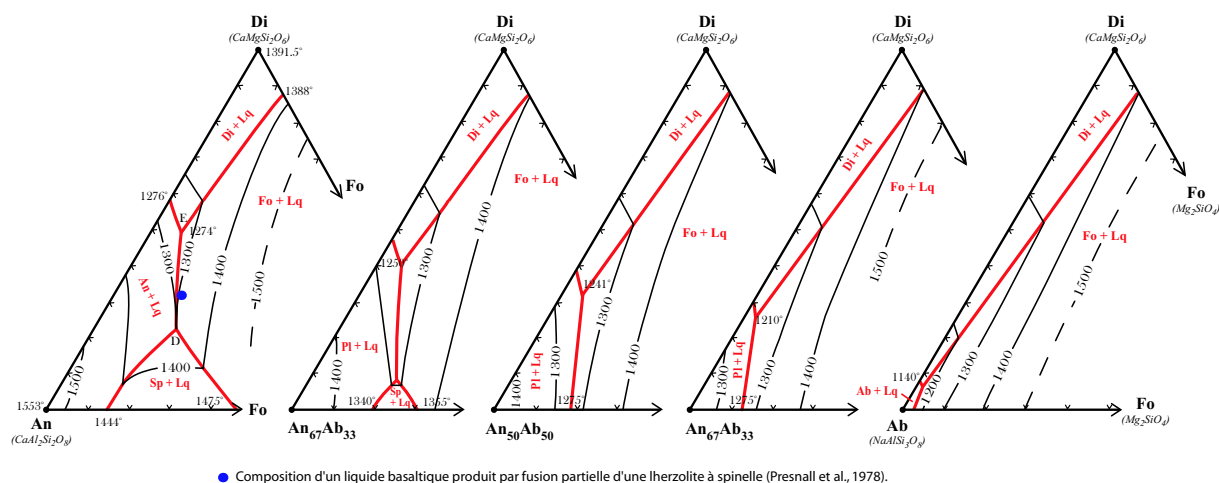 Di
(CaMgSi₂O₆)
1391.5°
1388°
Di + Lq
Fo
1276°
E
1274°
Fo + Lq
1300
1300
1400
1500
An + Lq
D
1400
1500
Sp + Lq
1553°
1475°
Fo
An
(CaAl₂Si₂O₈)
1444°
Di
(CaMgSi₂O₆)
Di + Lq
Fo + Lq
1400
1300
125
Pl + Lq
1400
Sp
+ Lq
1340°
1355°
An₆₇Ab₃₃
Di
(CaMgSi₂O₆)
Di + Lq
Fo + Lq
1241°
1300
1400
1300
Pl + Lq
1400
1275°
An₅₀Ab₅₀
Di
(CaMgSi₂O₆)
Di + Lq
Fo + Lq
1500
1210°
Pl + Lq
1300
1300
1400
1275°
An₆₇Ab₃₃
Di
(CaMgSi₂O₆)
Di + Lq
Fo
(Mg₂SiO₄)
Fo + Lq
1500
1400
1300
1140°
Ab + Lq
1200
Ab
(NaAlSi₃O₈)
Fo
(Mg₂SiO₄)
Composition d'un liquide basaltique produit par fusion partielle d'une lherzolite à spinelle (Presnall et al., 1978).